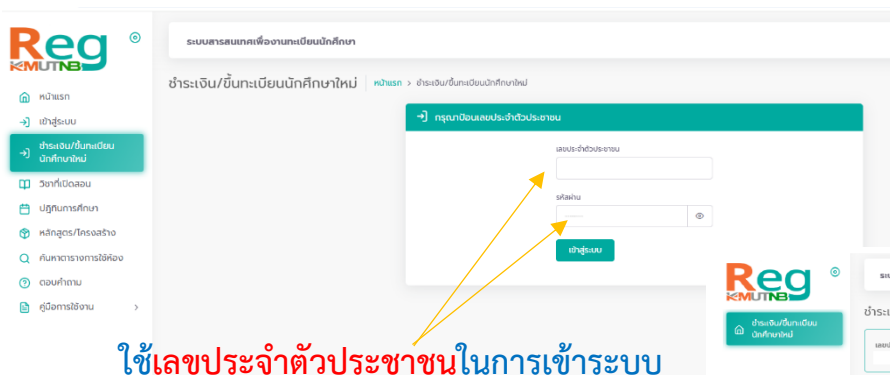 Reg
KMUTNB
หน้าแรก
เข้าสู่ระบบ
ชำระเงิน/ขึ้นทะเบียน
นักศึกษาใหม่
วิชาที่เปิดสอน
ปฏิทินการศึกษา
หลักสูตร/โครงสร้าง
ค้นหาตารางการใช้ห้อง
ตอบคำถาม
คู่มือการใช้งาน >
ระบบสารสนเทศเพื่องานทะเบียนนักศึกษา
ชำระเงิน/ขึ้นทะเบียนนักศึกษาใหม่ หน้าแรก > ชำระเงิน/ขึ้นทะเบียนนักศึกษาใหม่
กรุณาป้อนเลขประจำตัวประชาชน
เลขประจำตัวประชาชน
รหัสผ่าน
เข้าสู่ระบบ
Reg
KMUTNB
ชำระเงิน/ขึ้นทะเบียน
นักศึกษาใหม่
ใช้เลขประจำตัวประชาชนในการเข้าระบบ